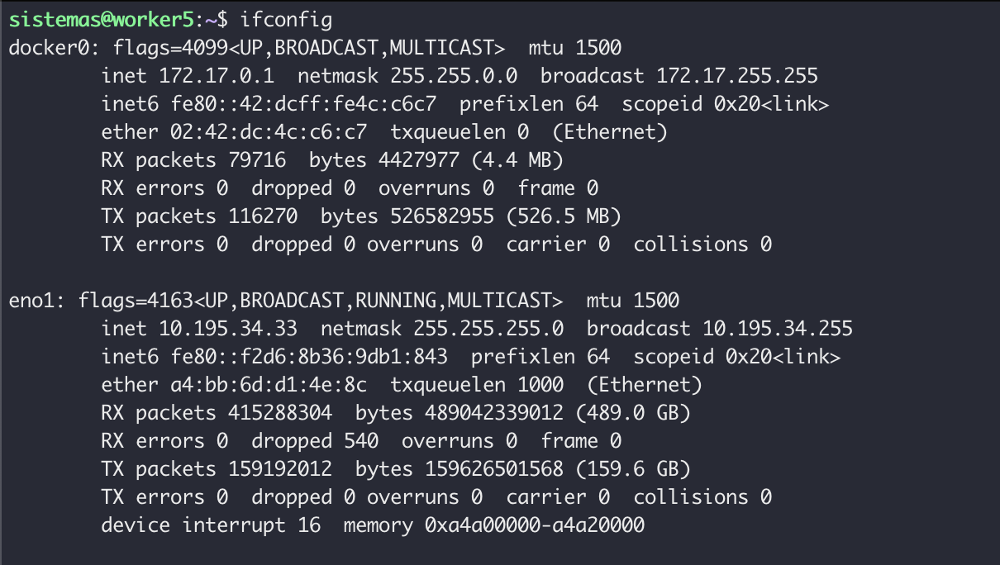 sistemas@worker5:~$ ifconfig
docker0: flags=4099<UP,BROADCAST,MULTICAST>  mtu 1500
        inet 172.17.0.1  netmask 255.255.0.0  broadcast 172.17.255.255
        inet6 fe80::42:dcff:fe4c:c6c7  prefixlen 64  scopeid 0x20<link>
        ether 02:42:dc:4c:c6:c7  txqueuelen 0  (Ethernet)
        RX packets 79716  bytes 4427977 (4.4 MB)
        RX errors 0  dropped 0  overruns 0  frame 0
        TX packets 116270  bytes 526582955 (526.5 MB)
        TX errors 0  dropped 0 overruns 0  carrier 0  collisions 0

eno1: flags=4163<UP,BROADCAST,RUNNING,MULTICAST>  mtu 1500
        inet 10.195.34.33  netmask 255.255.255.0  broadcast 10.195.34.255
        inet6 fe80::f2d6:8b36:9db1:843  prefixlen 64  scopeid 0x20<link>
        ether a4:bb:6d:d1:4e:8c  txqueuelen 1000  (Ethernet)
        RX packets 415288304  bytes 489042339012 (489.0 GB)
        RX errors 0  dropped 540  overruns 0  frame 0
        TX packets 159192012  bytes 159626501568 (159.6 GB)
        TX errors 0  dropped 0 overruns 0  carrier 0  collisions 0
        device interrupt 16  memory 0xa4a00000-a4a20000